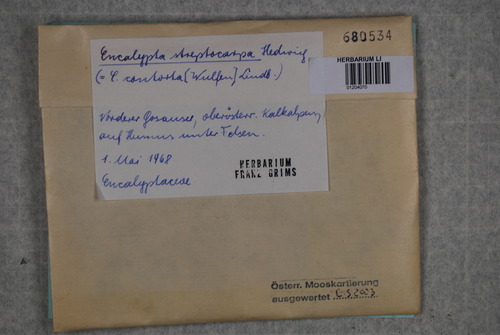 680534
HERBARIUM LI
01204010
Encalypta streptocarpa Hedwig
(= E. contorta [Wulfen] Lindb.)
Vorderer Gosausee, oberösterr. Kalkalpen,
auf Humus unter Felsen.
1. Mai 1968
Encalyptaceae
HERBARIUM
FRANZ GRIMS
Österr. Mooskartierung
ausgewertet